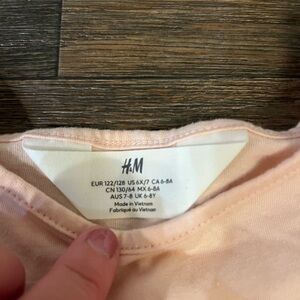 H&M
EUR 122/128 US 6X/7 CA 6-8A
CN 130/64 MX 6-8A
AUS 7-8 UK 6-8Y
Made in Vietnam
Fabriqué au Vietnam